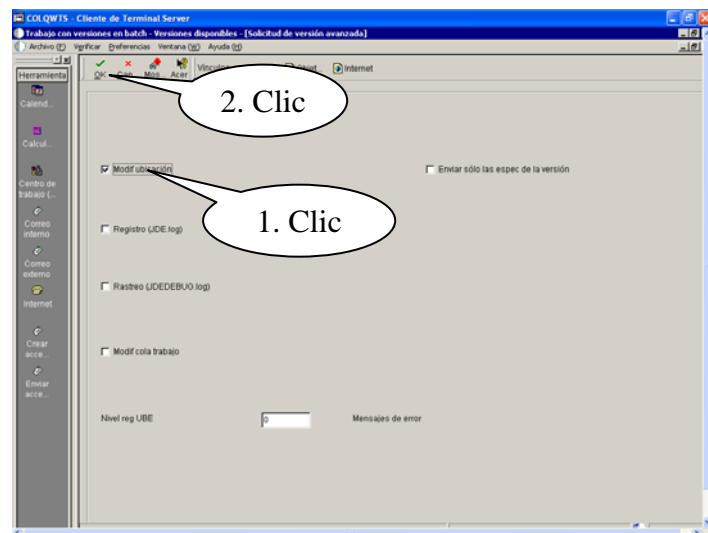 COLQWTS - Cliente de Terminal Server
Trabajo con versiones en batch - Versiones disponibles - [Solicitud de versión avanzada]
Archivo (F) Verificar Preferencias Ventana (W) Ayuda (H)
Herramienta
OK Can... Mos... Acer
Internet
Calend...
2. Clic
Calcul...
Modif ubicación
Enviar sólo las espec de la versión
Centro de
trabajo (...
1. Clic
Correo
interno
Registro (JDE.log)
Correo
externo
Rastreo (JDEDEBUG.log)
Internet
Crear
acce...
Modif cola trabajo
Enviar
acce...
Nivel reg UBE
0
Mensajes de error